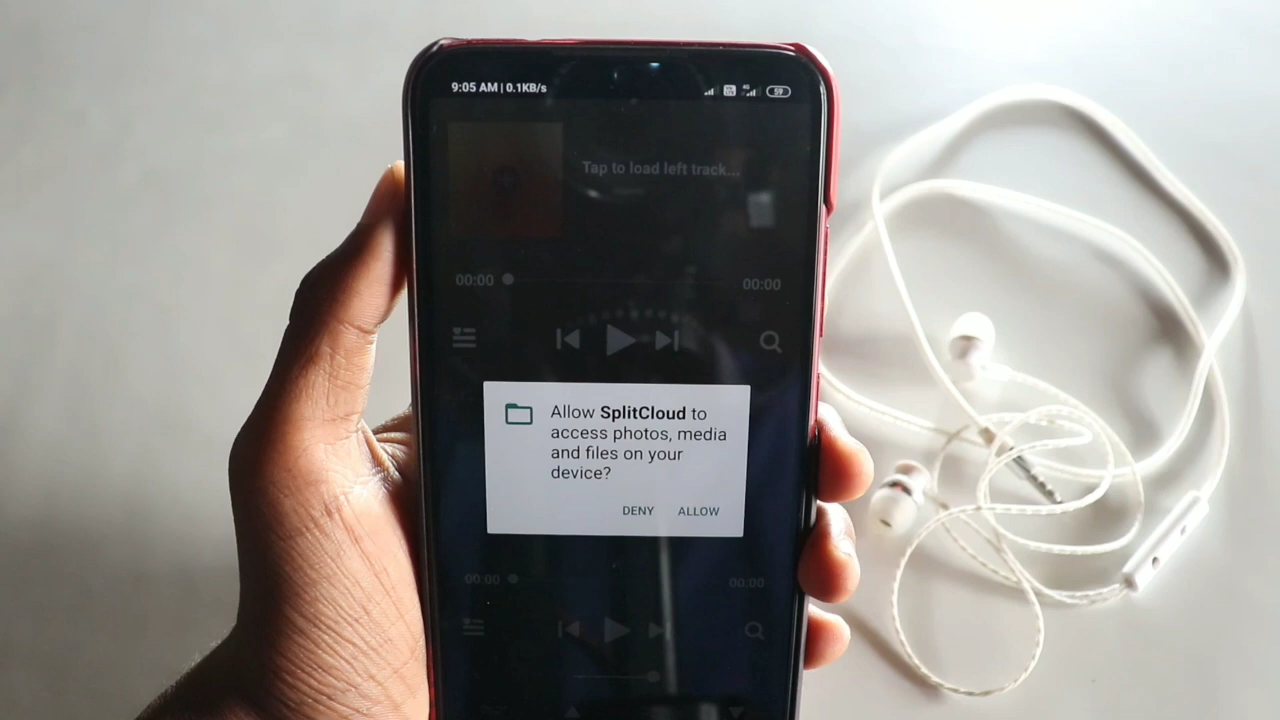 9:05 AM | 0.1KB/s
4G
59
Tap to load left track...
00:00
00:00
Allow SplitCloud to
access photos, media
and files on your
device?
DENY
ALLOW
00:00
00:00